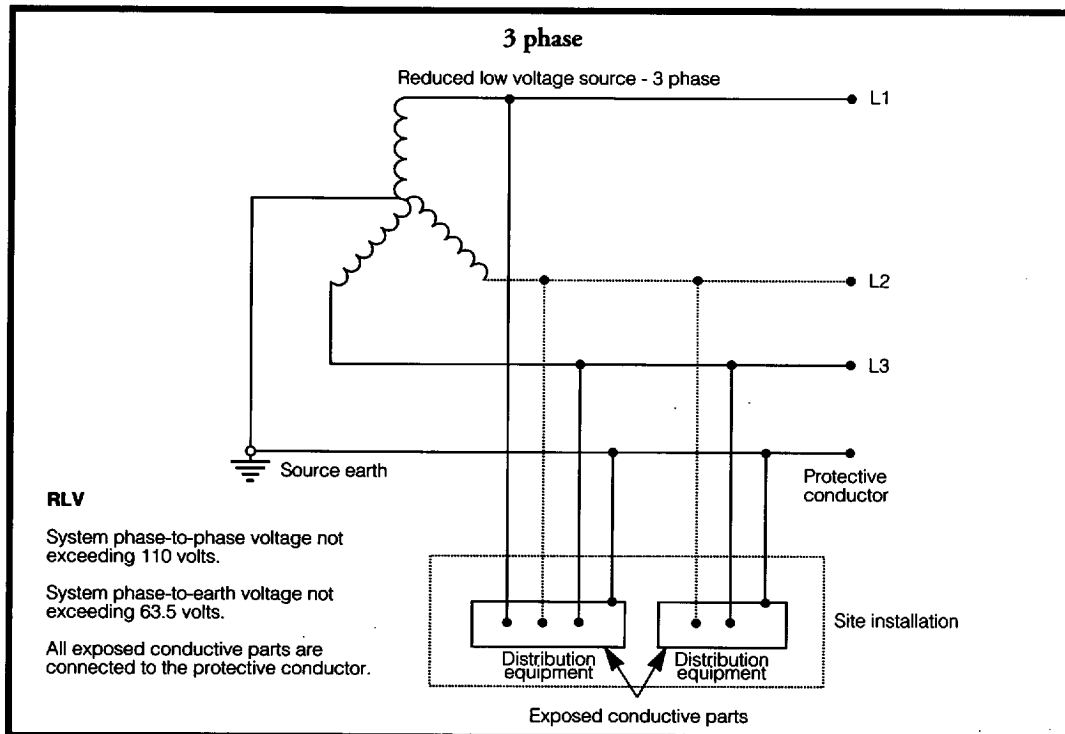 3 phase
Reduced low voltage source - 3 phase
L1
L2
L3
Source earth
Protective
conductor
RLV
System phase-to-phase voltage not
exceeding 110 volts.
System phase-to-earth voltage not
exceeding 63.5 volts.
All exposed conductive parts are
connected to the protective conductor.
Site installation
Distribution
equipment
Distribution
equipment
Exposed conductive parts